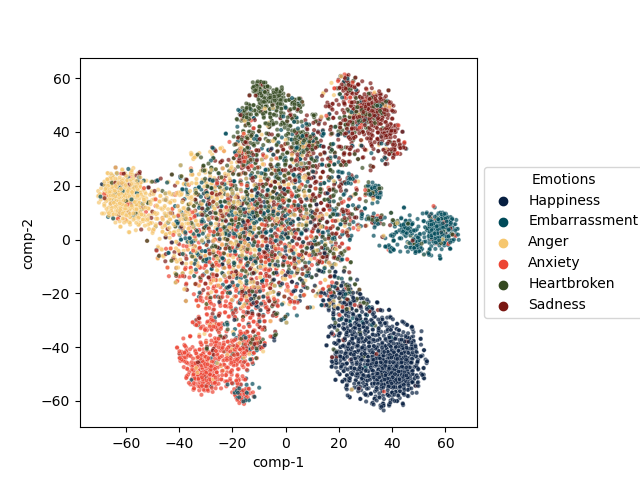 60
40
20
0
−20
−40
−60
comp-2
−60 −40 −20 0 20 40 60
comp-1
Emotions
Happiness
Embarrassment
Anger
Anxiety
Heartbroken
Sadness